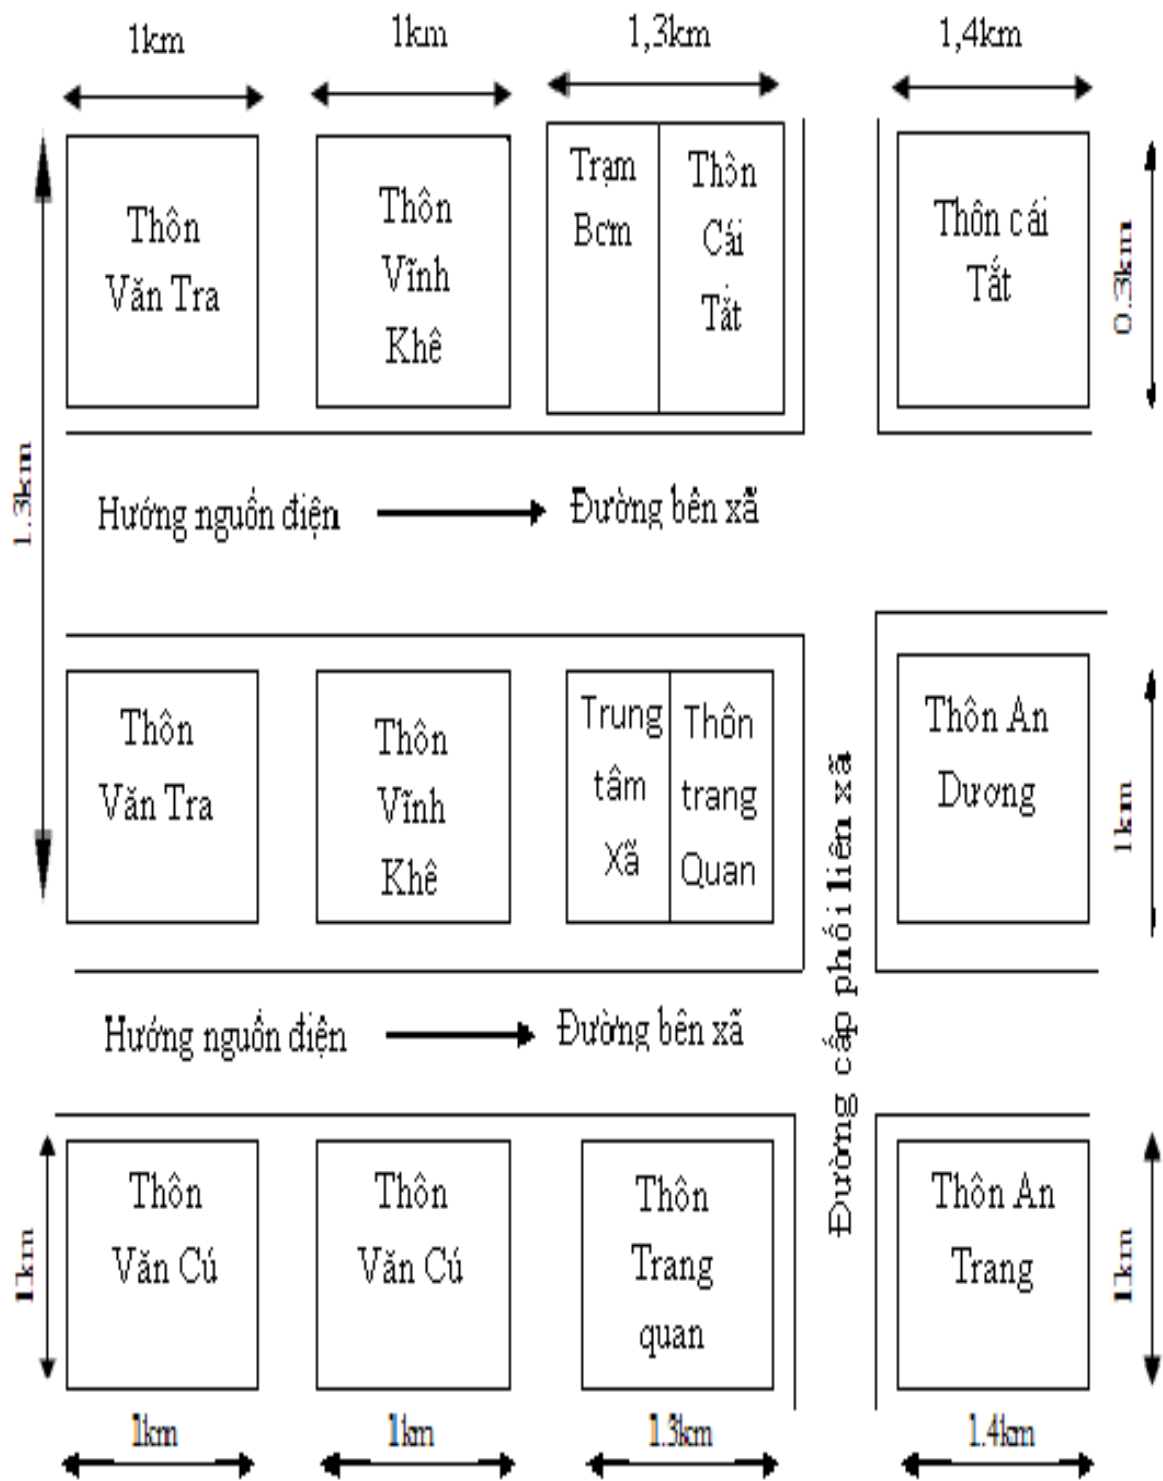 1km
1km
1,3km
1,4km
Thôn
Văn Tra
Thôn
Vĩnh
Khê
Trạm
Bơm
Thôn
Cái
Tắt
Thôn cái
Tắt
0.3km
1.3km
Hướng nguồn điện
Đường bên xã
Thôn
Văn Tra
Thôn
Vĩnh
Khê
Trung
tâm
Xã
Thôn
trang
Quan
Thôn An
Dương
1km
Đường cấp phối liên xã
Hướng nguồn điện
Đường bên xã
1km
Thôn
Văn Cú
Thôn
Văn Cú
Thôn
Trang
quan
Thôn An
Trang
1km
1km
1km
1.3km
1.4km